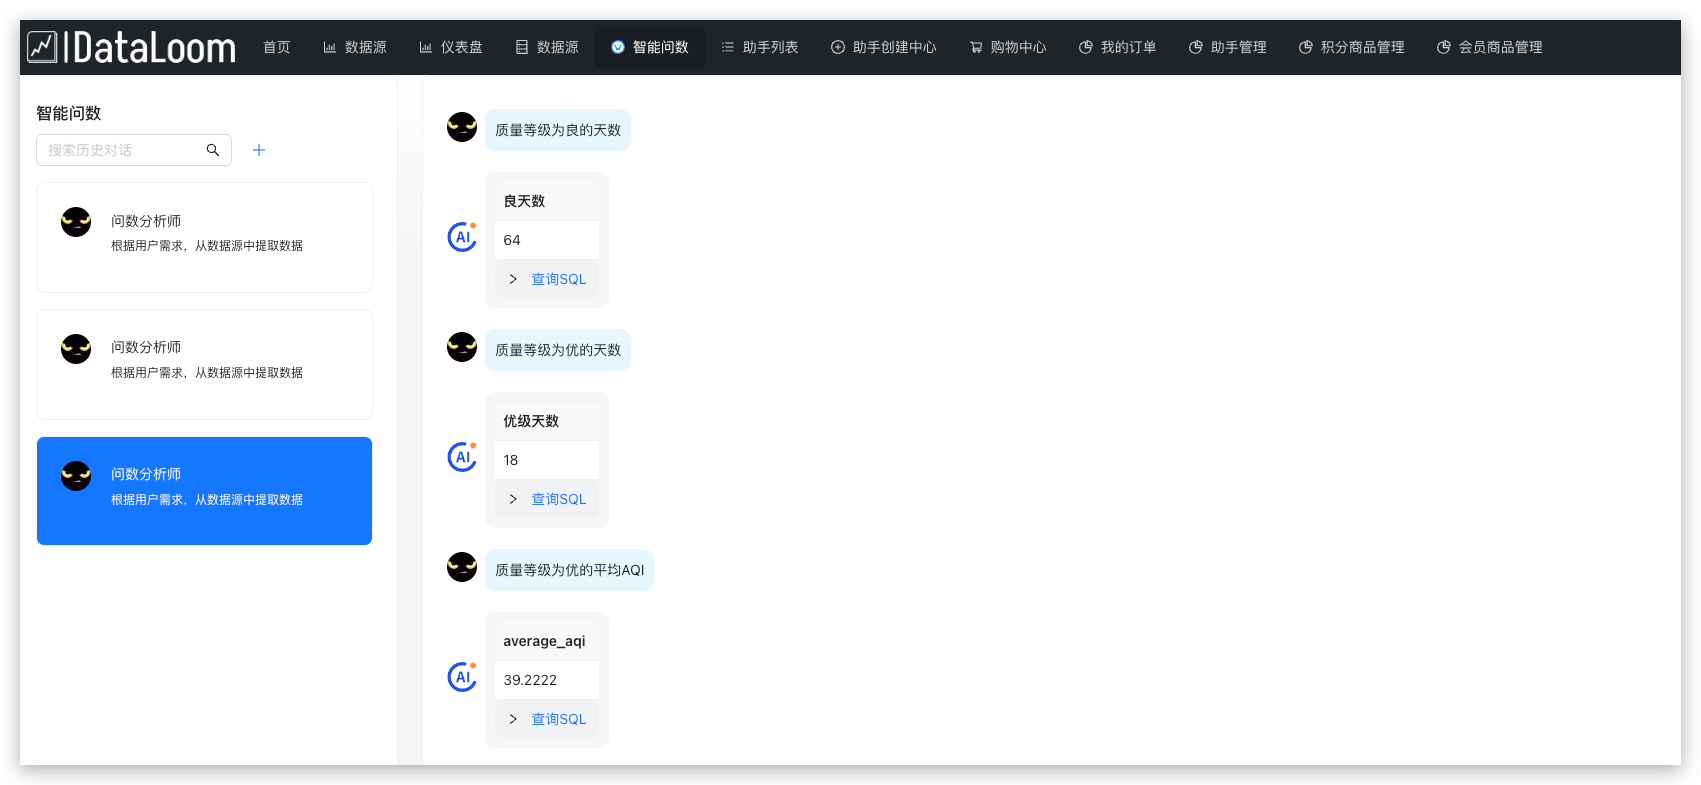 DataLoom 首页 数据源 仪表盘 数据源 智能问数 助手列表 助手创建中心 购物中心 我的订单 助手管理 积分商品管理 会员商品管理
智能问数
搜索历史对话
问数分析师
根据用户需求，从数据源中提取数据
问数分析师
根据用户需求，从数据源中提取数据
问数分析师
根据用户需求，从数据源中提取数据
质量等级为良的天数
AI
良天数
64
查询SQL
质量等级为优的天数
AI
优级天数
18
查询SQL
质量等级为优的平均AQI
AI
average_aqi
39.2222
查询SQL